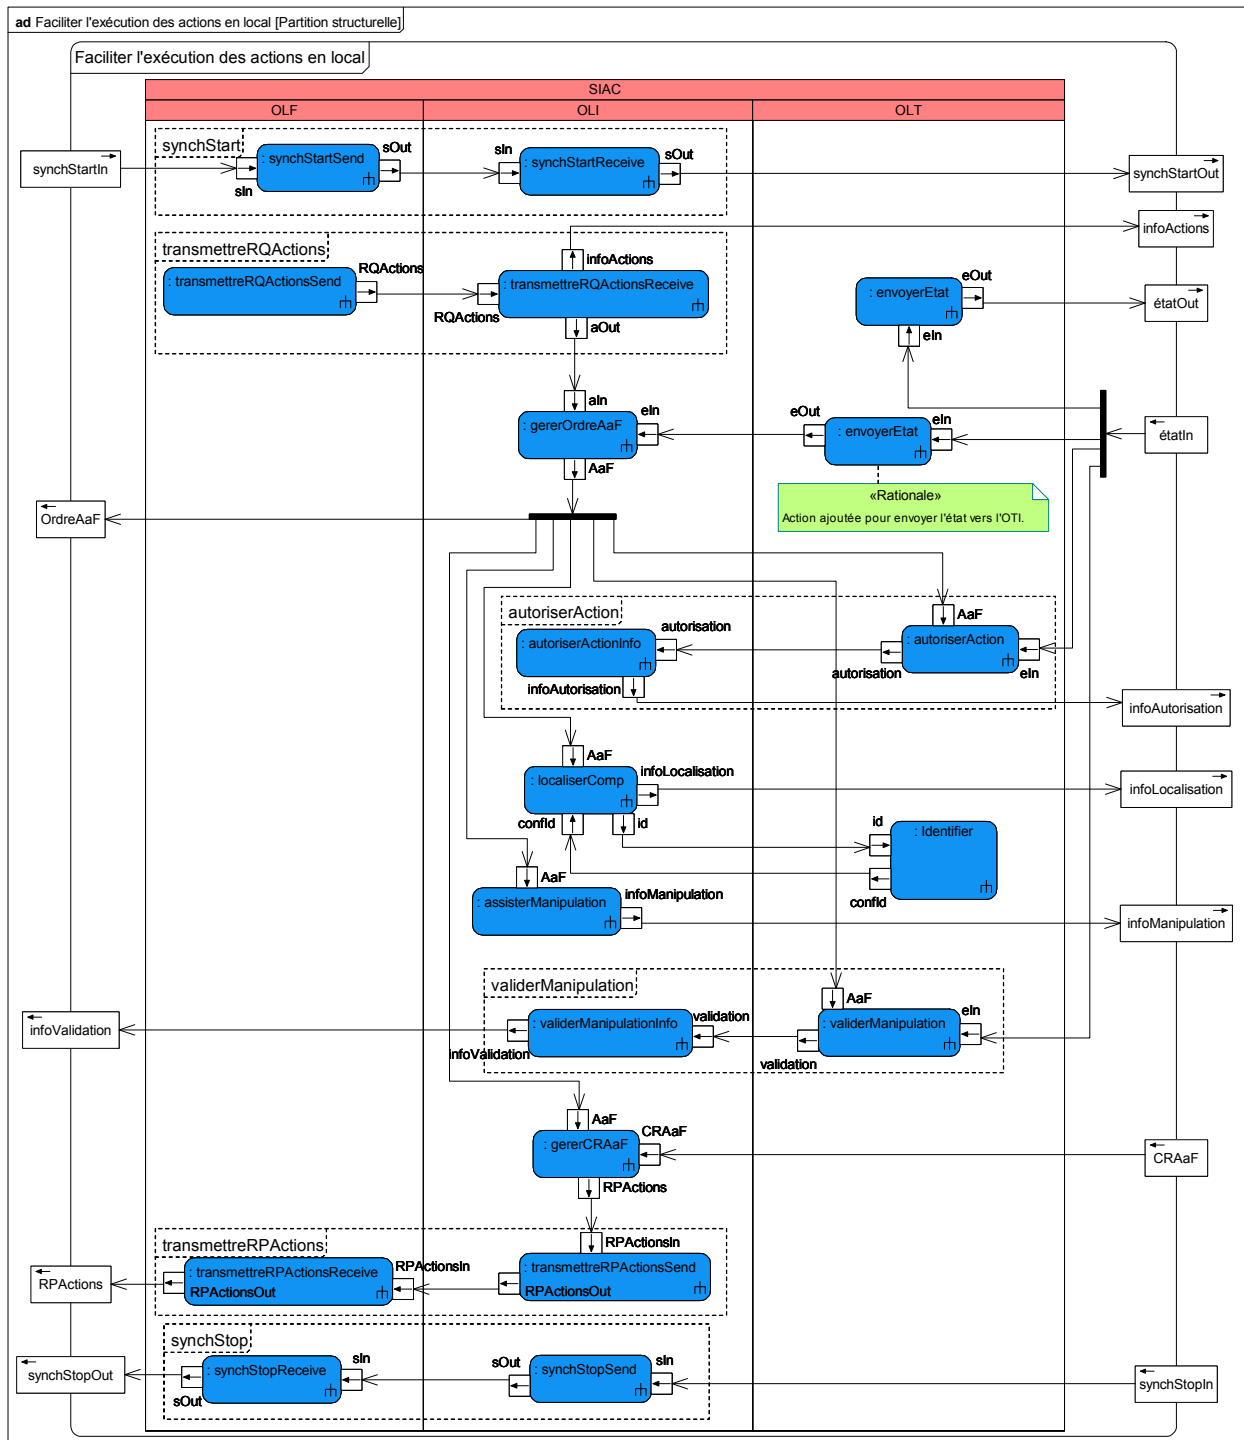 ad Faciliter l'exécution des actions en local [Partition structurelle]
Faciliter l'exécution des actions en local
SIAC
OLF
OLI
OLT
synchStart
: synchStartSend
sOut
sIn
sIn
: synchStartReceive
sOut
synchStartIn
synchStartOut
infoActions
transmettreRQActions
: transmettreRQActionsSend
RQActions
infoActions
: transmettreRQActionsReceive
RQActions
aOut
: envoyerEtat
eOut
eIn
étatOut
aIn
: gererOrdreAaF
eIn
AaF
eOut
: envoyerEtat
eIn
étatIn
«Rationale»
Action ajoutée pour envoyer l'état vers l'OTI.
OrdreAaF
autoriserAction
AaF
autorisation
: autoriserActionInfo
: autoriserAction
infoAutorisation
autorisation
eIn
infoAutorisation
AaF
: localiserComp
infoLocalisation
infoLocalisation
confId
id
id
: Identifier
confId
AaF
: assisterManipulation
infoManipulation
infoManipulation
validerManipulation
AaF
infoValidation
: validerManipulationInfo
validation
: validerManipulation
eIn
infoValidation
validation
AaF
: gererCRAaF
CRAaF
CRAaF
RPActions
transmettreRPActions
RPActionsIn
: transmettreRPActionsReceive
RPActionsIn
: transmettreRPActionsSend
RPActions
RPActionsOut
RPActionsOut
synchStop
: synchStopReceive
sIn
sOut
: synchStopSend
sIn
synchStopOut
sOut
synchStopIn